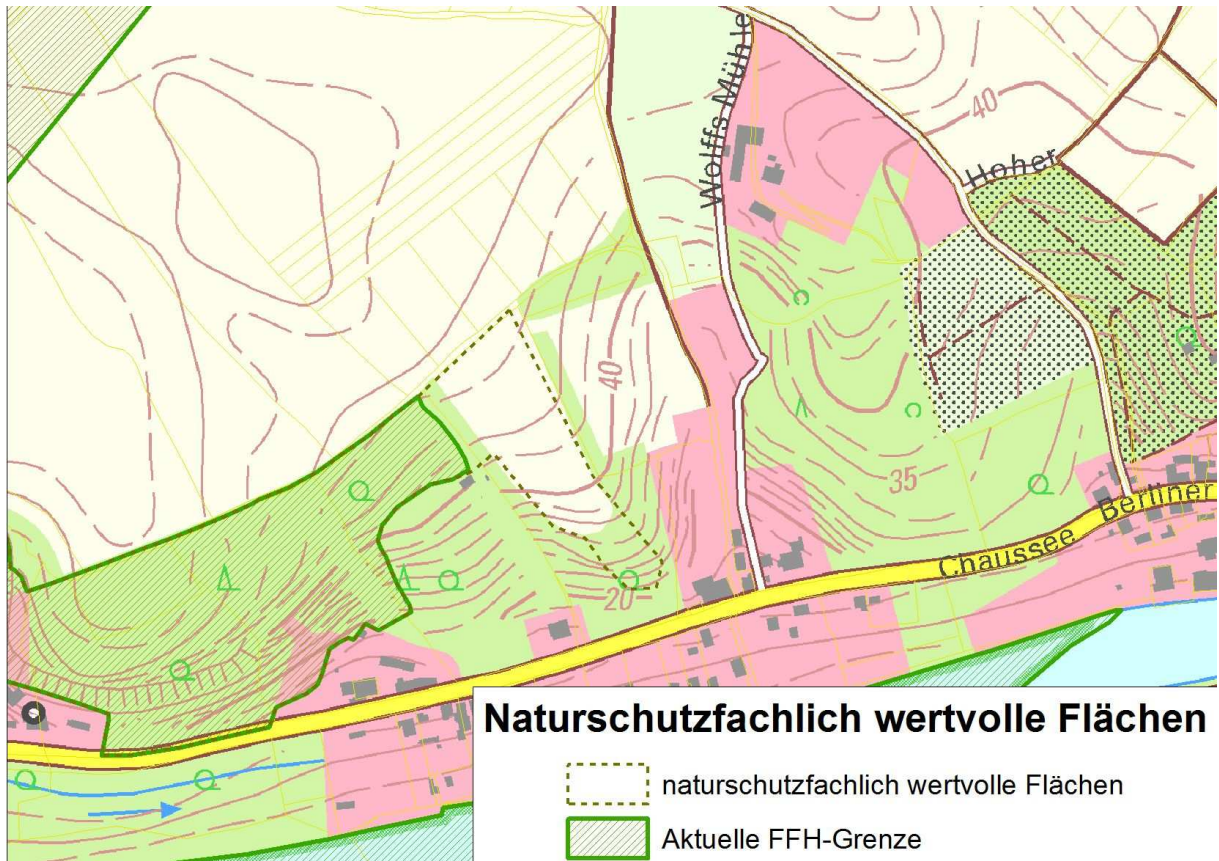 Wolffs Mühle
40
Hoher
40
35
20
Chaussee Berliner
Naturschutzfachlich wertvolle Flächen
naturschutzfachlich wertvolle Flächen
Aktuelle FFH-Grenze